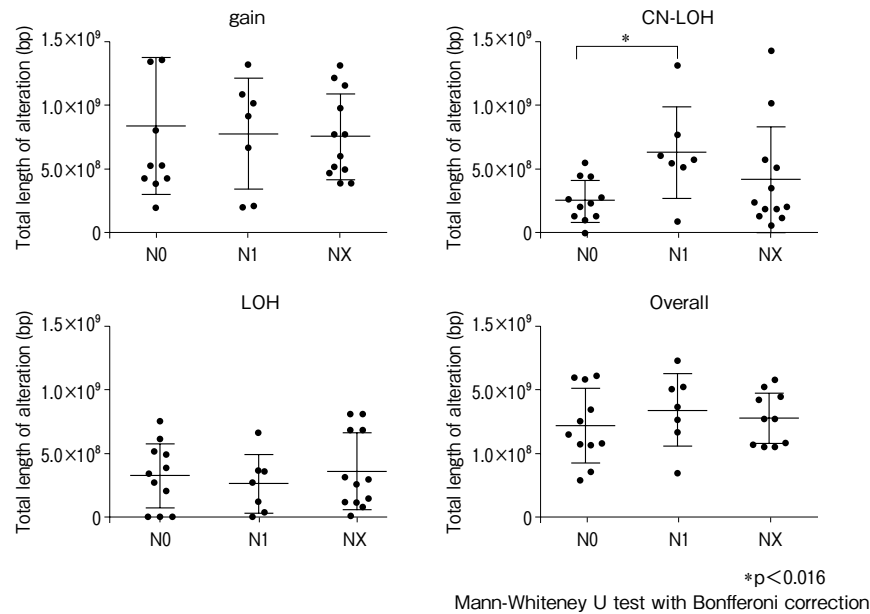 gain
Total length of alteration (bp)
1.5×10⁹
1.0×10⁹
5.0×10⁸
0
N0 N1 NX
CN-LOH
Total length of alteration (bp)
1.5×10⁹
1.0×10⁹
5.0×10⁸
0
*
N0 N1 NX
LOH
Total length of alteration (bp)
1.5×10⁹
1.0×10⁹
5.0×10⁸
0
N0 N1 NX
Overall
Total length of alteration (bp)
1.5×10⁹
5.0×10⁹
1.0×10⁸
0
N0 N1 NX
*p<0.016
Mann-Whiteney U test with Bonfferoni correction